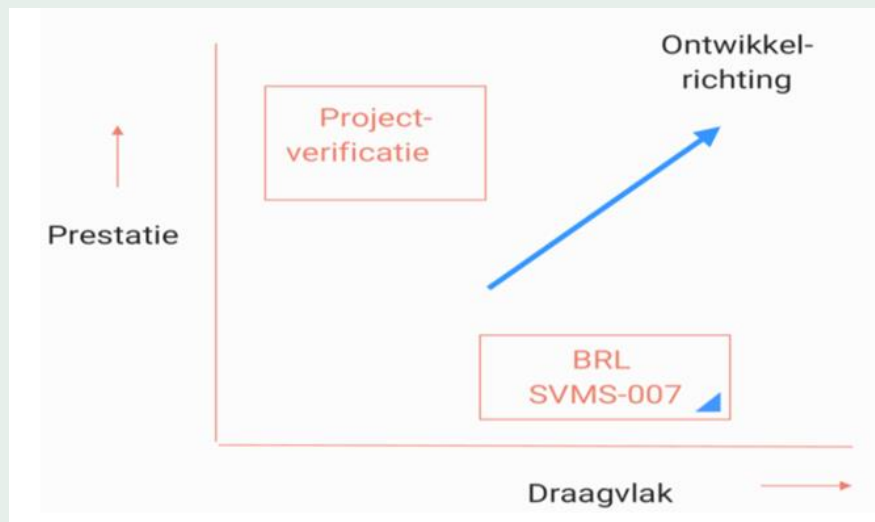 Ontwikkel-
richting
Project-
verificatie
Prestatie
BRL
SVMS-007
Draagvlak